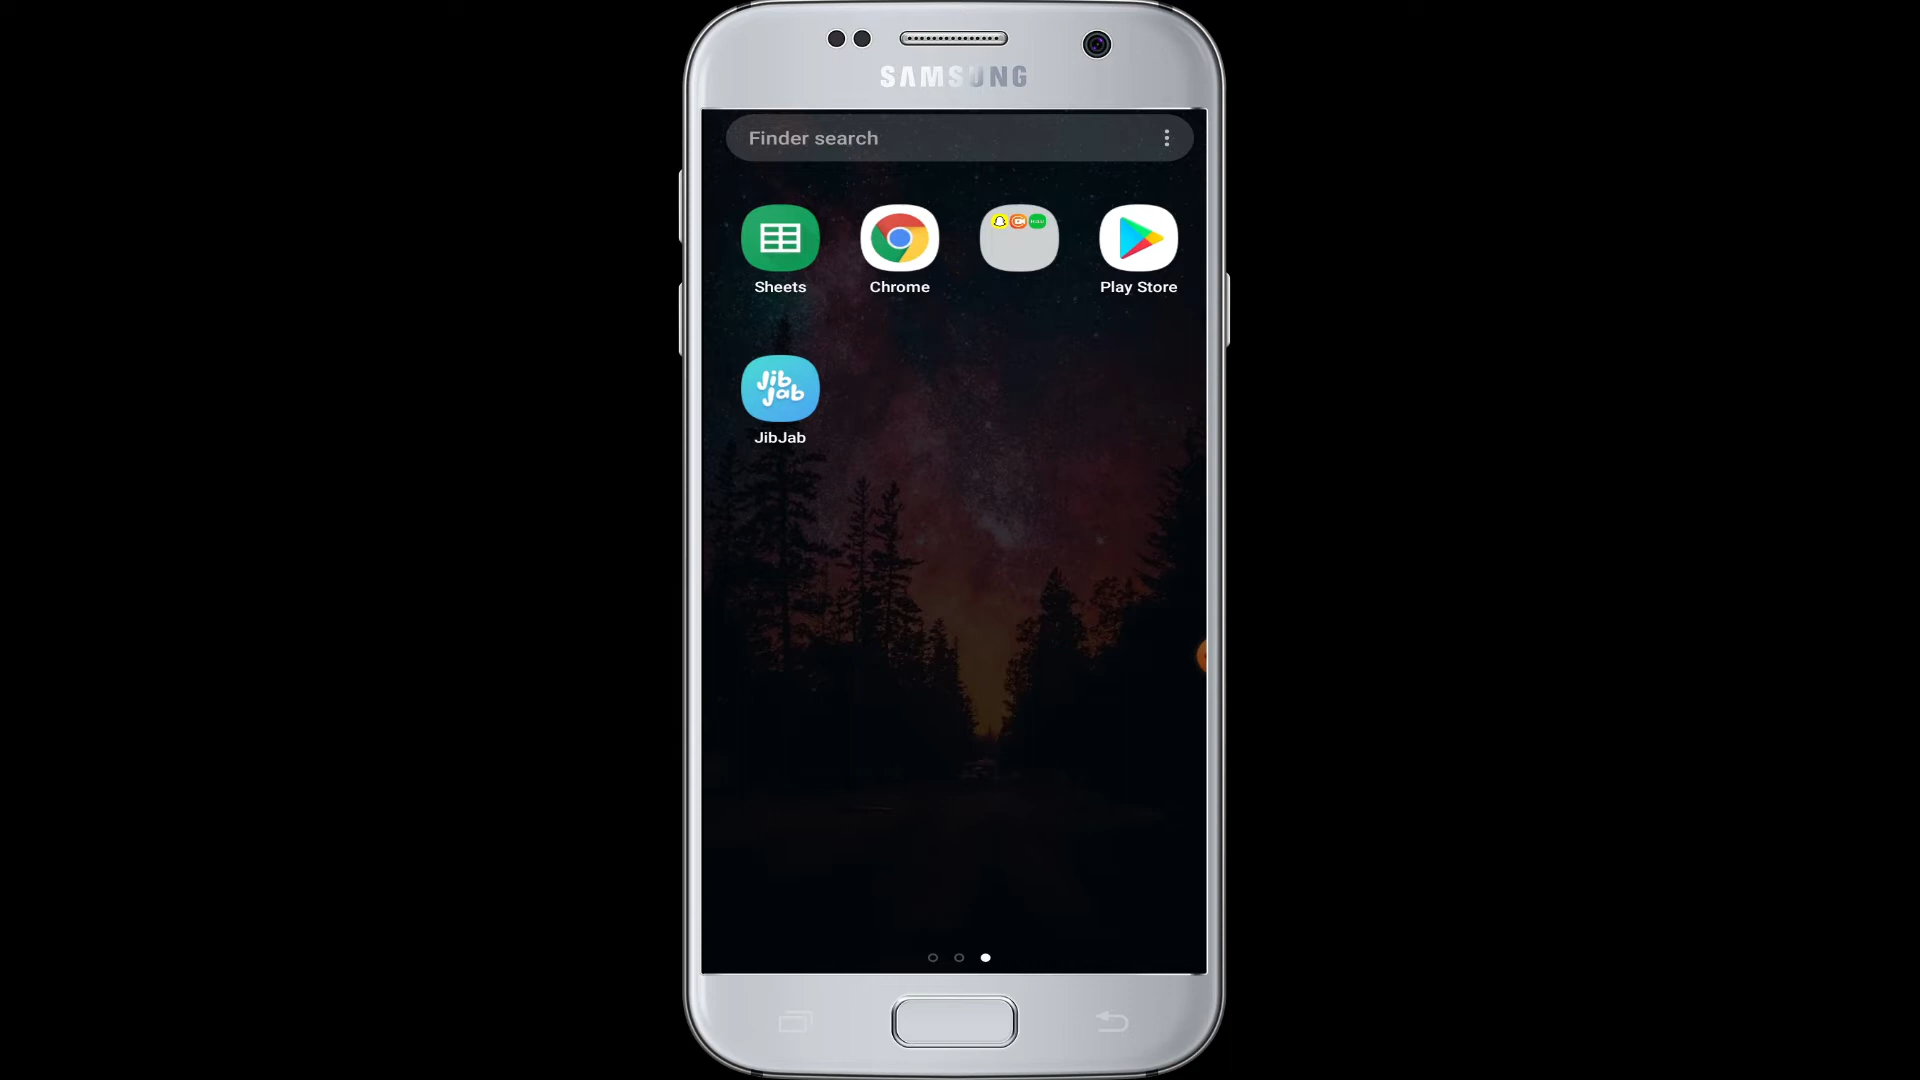 SAMSUNG
Finder search
Sheets
Chrome
Play Store
Jib
Jab
JibJab